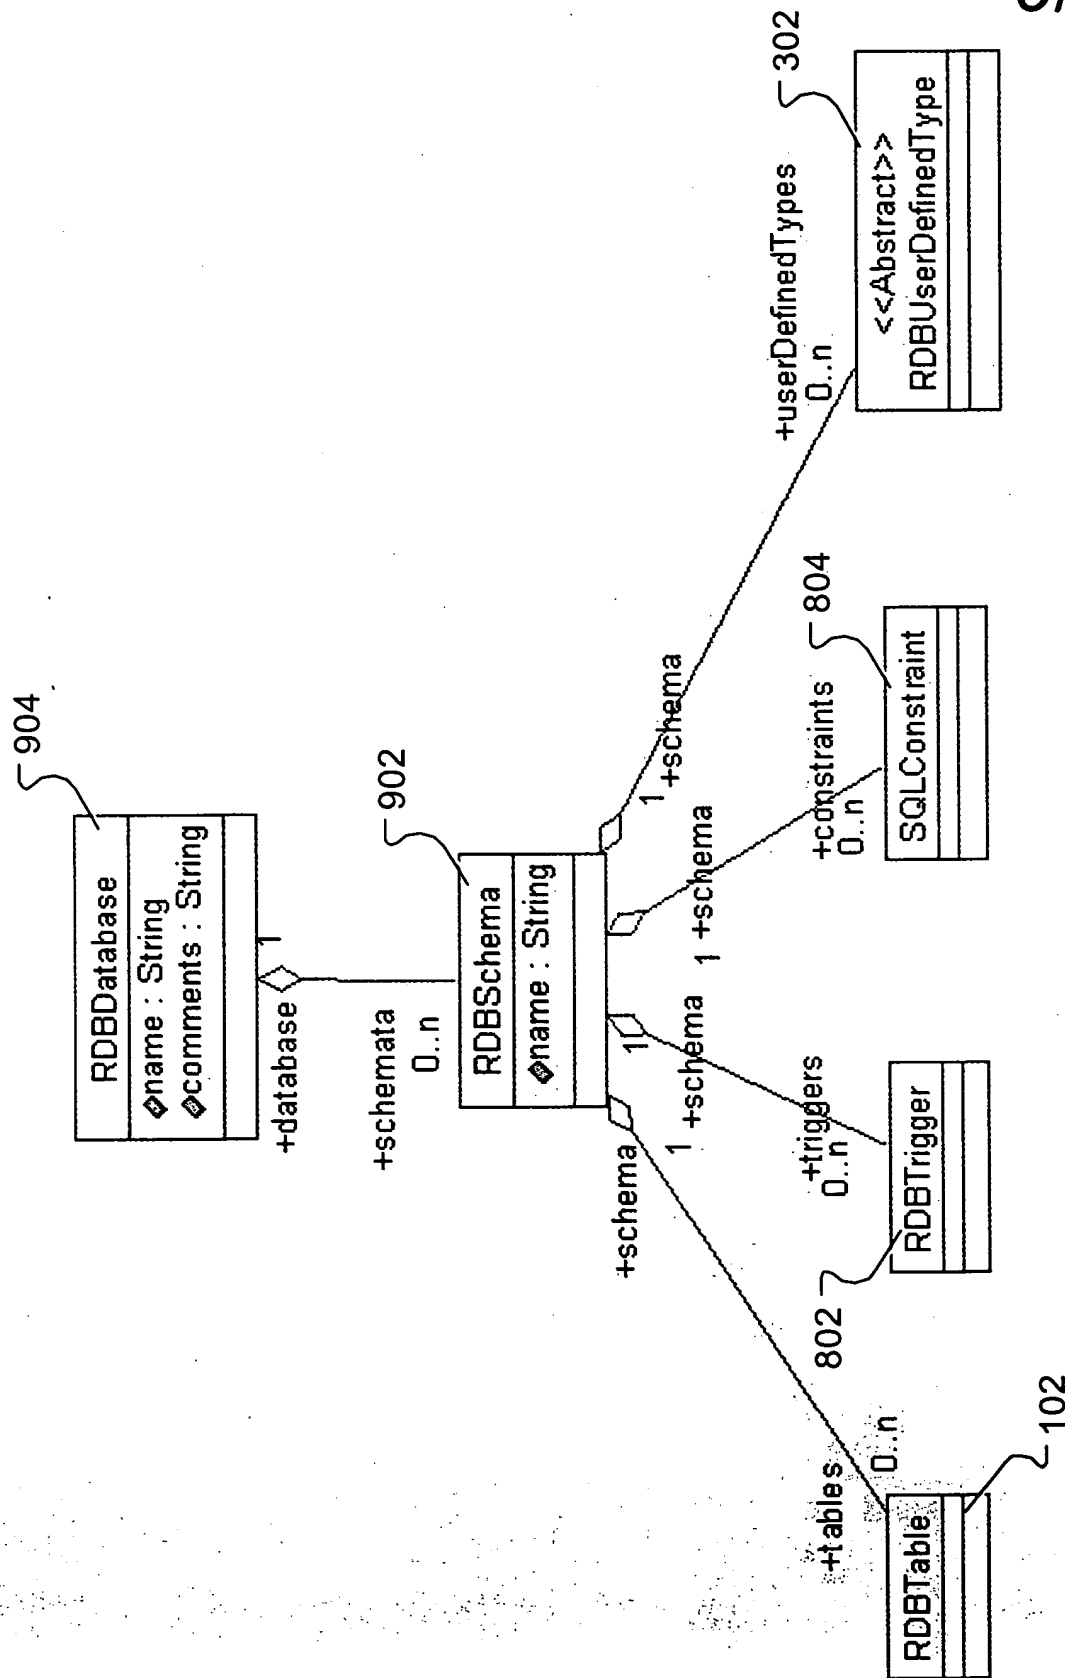 904
RDBDatabase
name : String
comments : String
1
+database
+schemata
0..n
902
RDBSchema
name : String
+schema
1
+schema
1
1 +schema
1 +schema
+tables
0..n
RDBTable
102
+triggers
0..n
RDBTrigger
802
+constraints
0..n
SQLConstraint
804
+userDefinedTypes
0..n
<<Abstract>>
RDBUserDefinedType
302